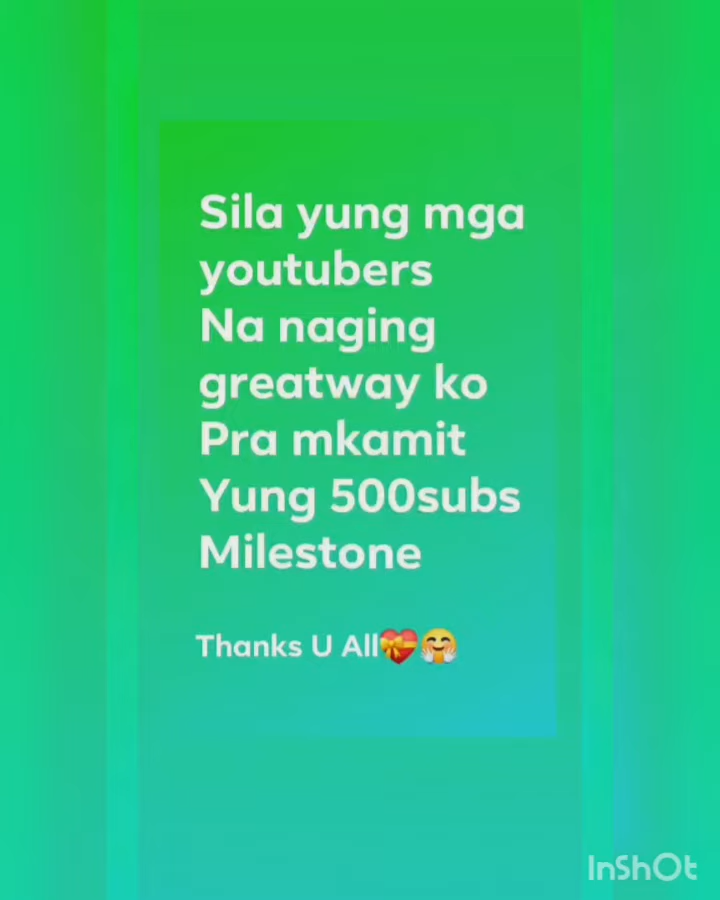 Sila yung mga
youtubers
Na naging
greatway ko
Pra mkamit
Yung 500subs
Milestone
Thanks U All💝🤗
InShOt